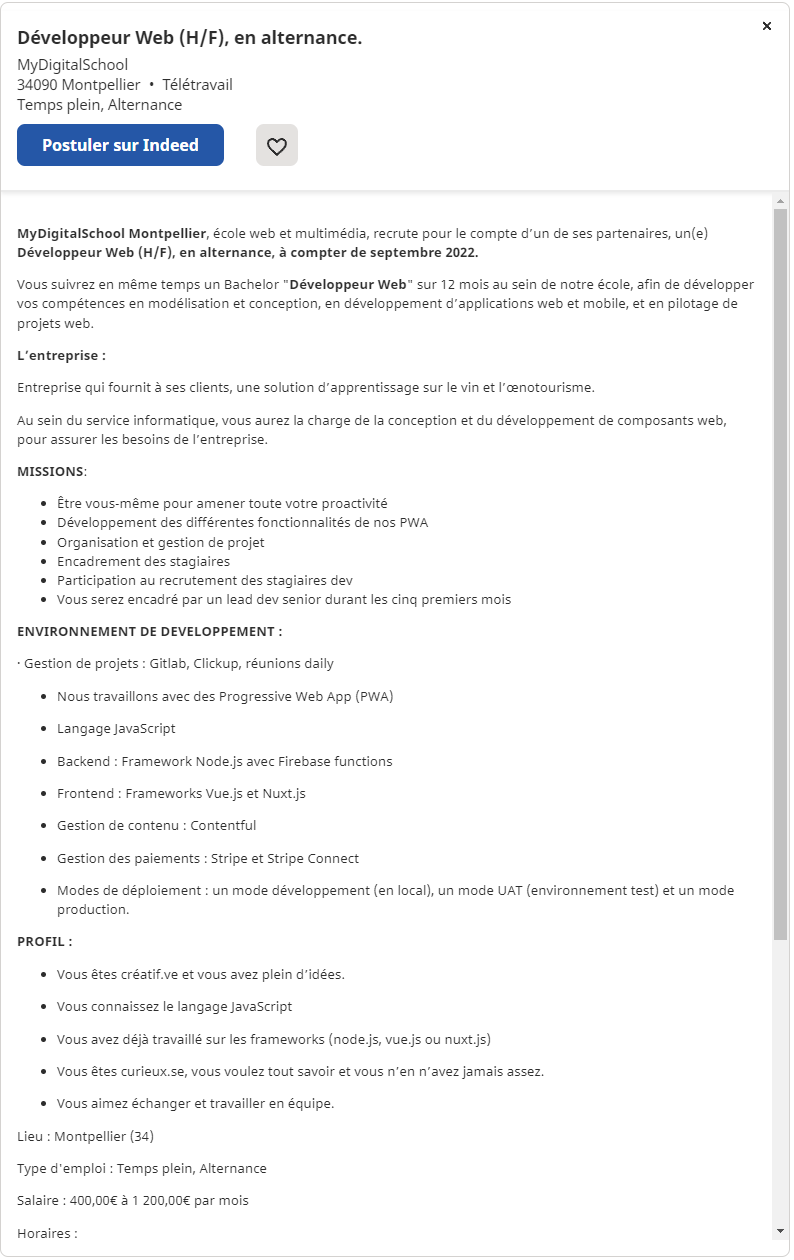 Développeur Web (H/F), en alternance.
MyDigitalSchool
34090 Montpellier • Télétravail
Temps plein, Alternance
Postuler sur Indeed
MyDigitalSchool Montpellier, école web et multimédia, recrute pour le compte d’un de ses partenaires, un(e)
Développeur Web (H/F), en alternance, à compter de septembre 2022.
Vous suivrez en même temps un Bachelor "Développeur Web" sur 12 mois au sein de notre école, afin de développer
vos compétences en modélisation et conception, en développement d’applications web et mobile, et en pilotage de
projets web.
L’entreprise :
Entreprise qui fournit à ses clients, une solution d’apprentissage sur le vin et l’œnotourisme.
Au sein du service informatique, vous aurez la charge de la conception et du développement de composants web,
pour assurer les besoins de l’entreprise.
MISSIONS:
• Être vous-même pour amener toute votre proactivité
• Développement des différentes fonctionnalités de nos PWA
• Organisation et gestion de projet
• Encadrement des stagiaires
• Participation au recrutement des stagiaires dev
• Vous serez encadré par un lead dev senior durant les cinq premiers mois
ENVIRONNEMENT DE DEVELOPPEMENT :
· Gestion de projets : Gitlab, Clickup, réunions daily
• Nous travaillons avec des Progressive Web App (PWA)
• Langage JavaScript
• Backend : Framework Node.js avec Firebase functions
• Frontend : Frameworks Vue.js et Nuxt.js
• Gestion de contenu : Contentful
• Gestion des paiements : Stripe et Stripe Connect
• Modes de déploiement : un mode développement (en local), un mode UAT (environnement test) et un mode
production.
PROFIL :
• Vous êtes créatif.ve et vous avez plein d’idées.
• Vous connaissez le langage JavaScript
• Vous avez déjà travaillé sur les frameworks (node.js, vue.js ou nuxt.js)
• Vous êtes curieux.se, vous voulez tout savoir et vous n’en n’avez jamais assez.
• Vous aimez échanger et travailler en équipe.
Lieu : Montpellier (34)
Type d'emploi : Temps plein, Alternance
Salaire : 400,00€ à 1 200,00€ par mois
Horaires :